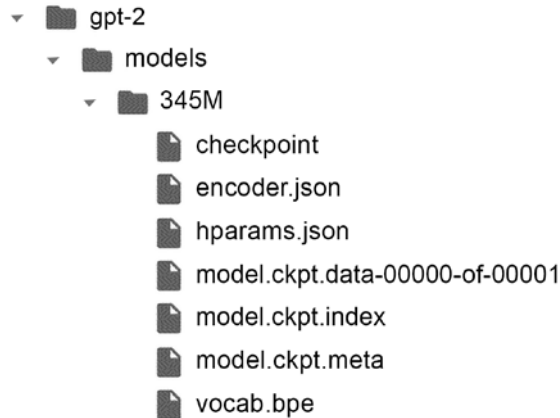 gpt-2
models
345M
checkpoint
encoder.json
hparams.json
model.ckpt.data-00000-of-00001
model.ckpt.index
model.ckpt.meta
vocab.bpe